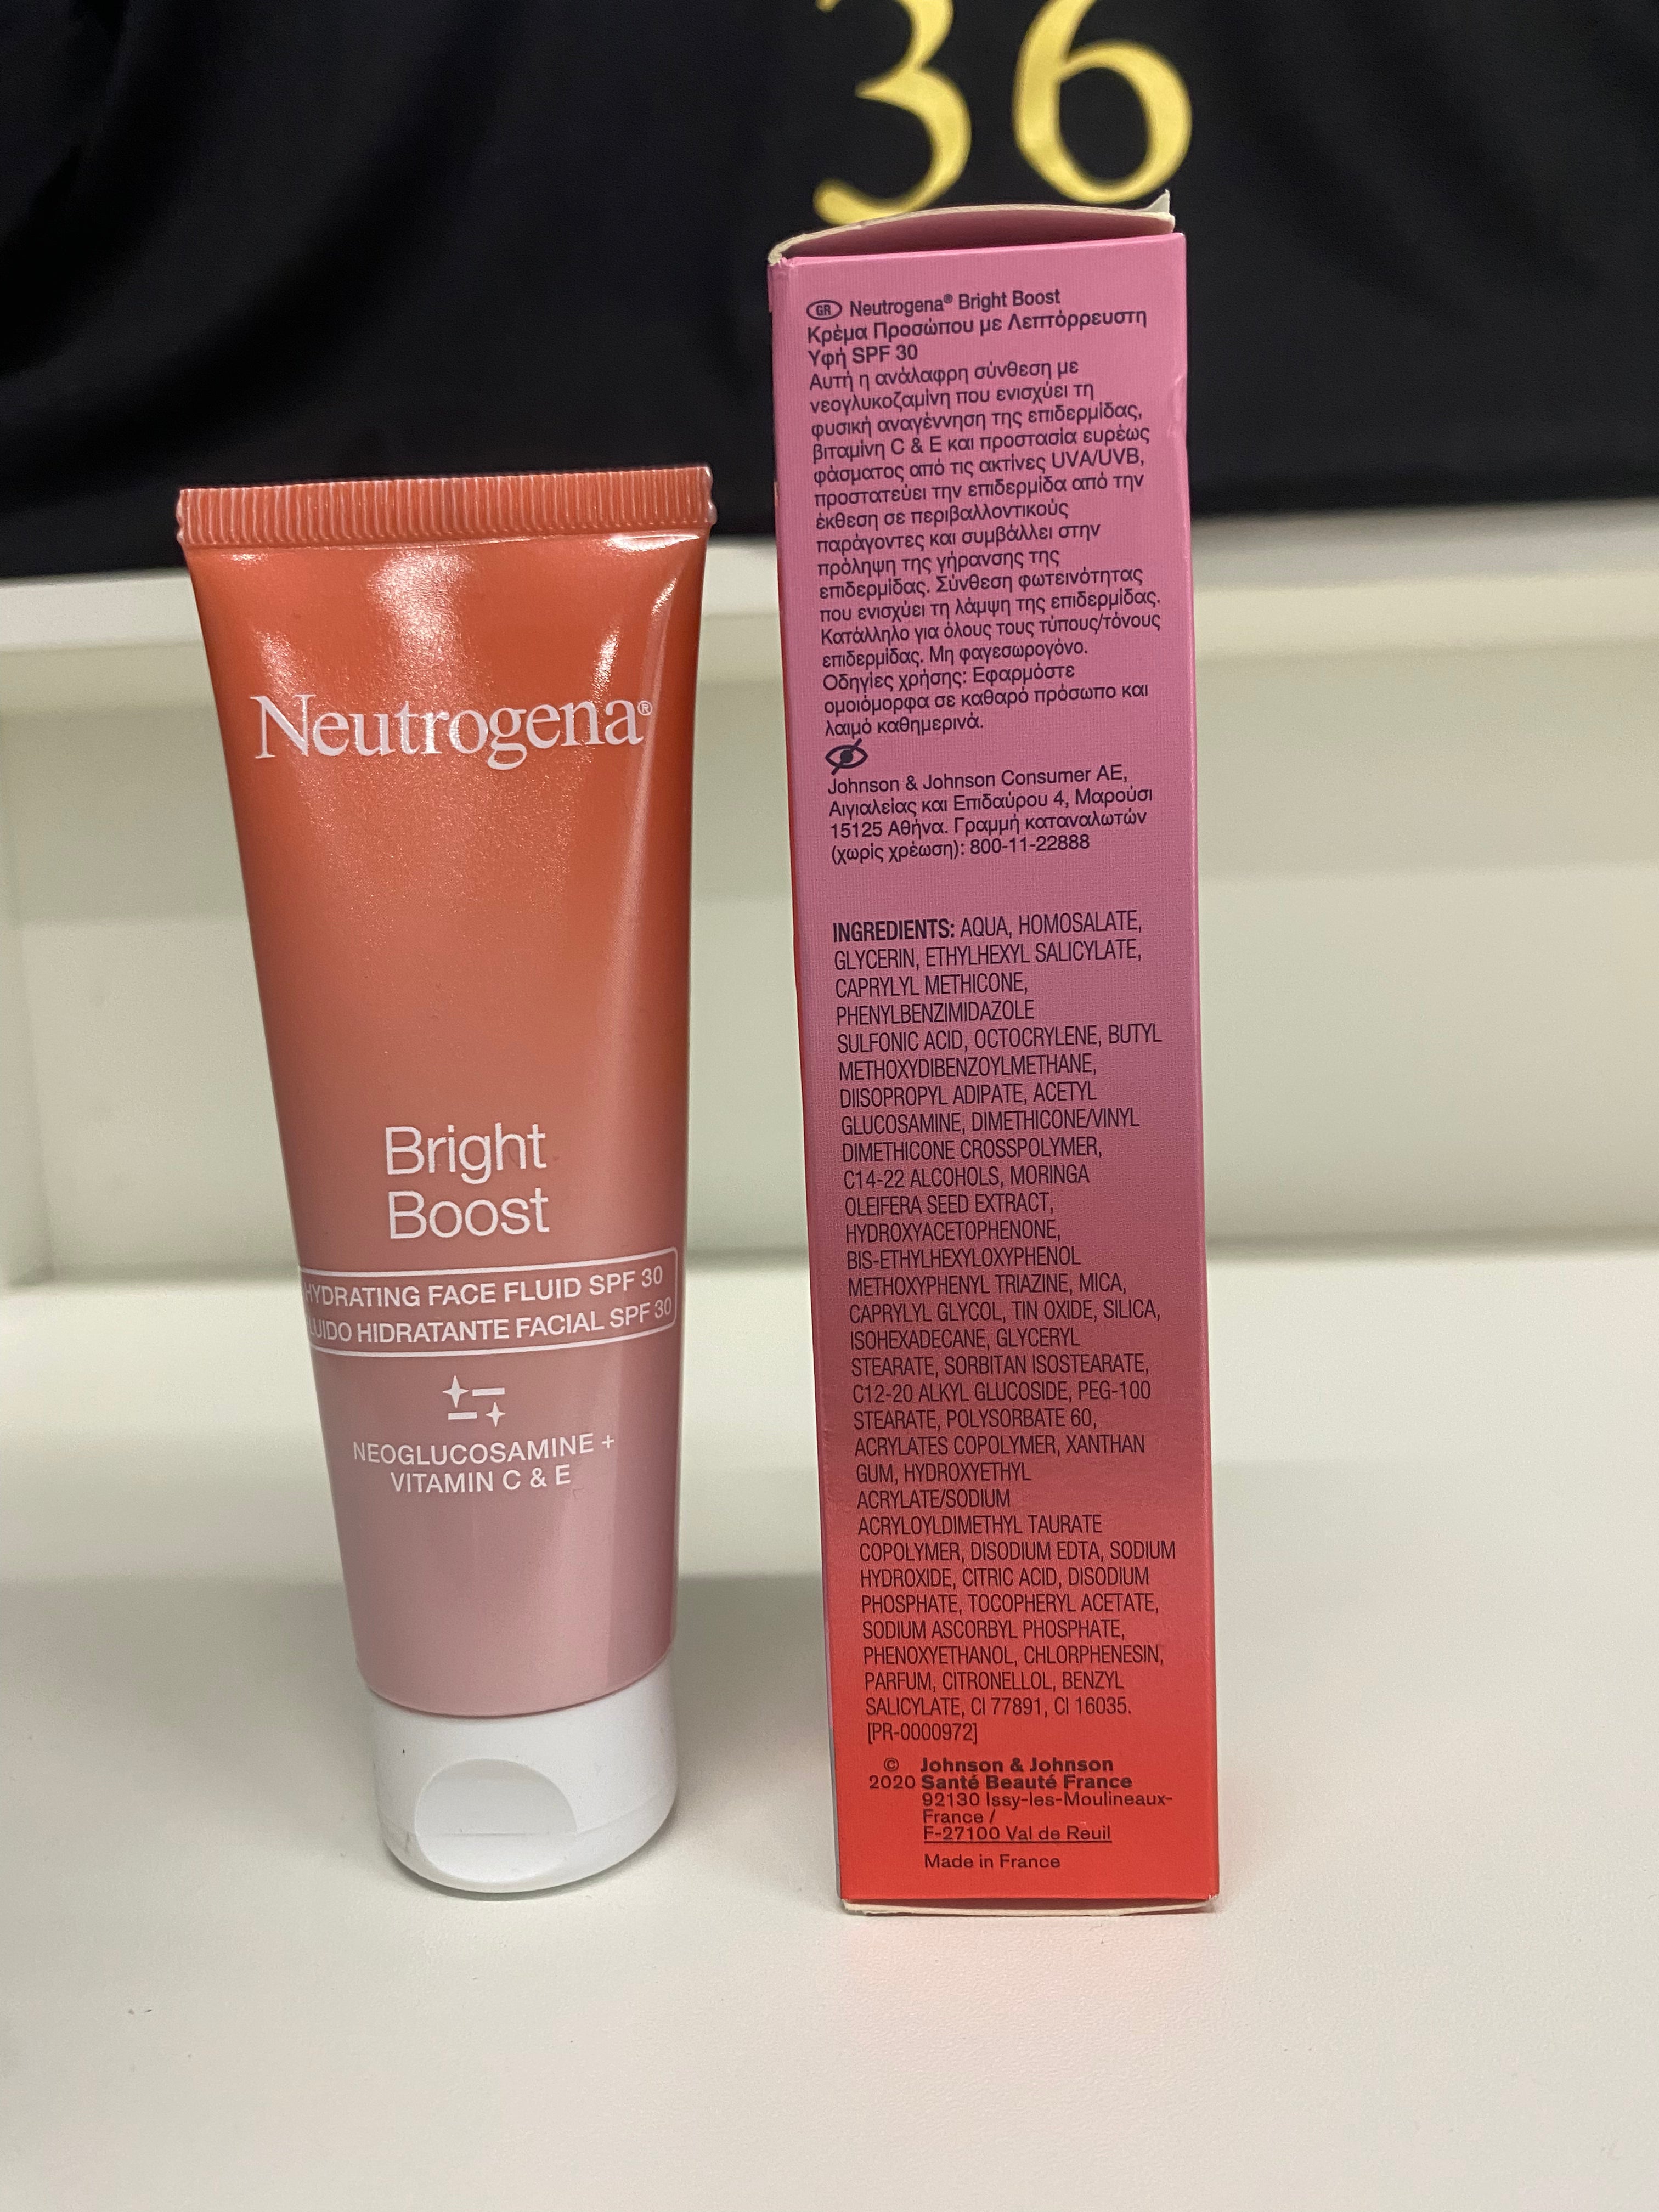 36
Neutrogena®
Bright
Boost
HYDRATING FACE FLUID SPF 30
FLUIDO HIDRATANTE FACIAL SPF 30
NEOGLUCOSAMINE +
VITAMIN C & E
GR Neutrogena® Bright Boost
Κρέμα Προσώπου με Λεπτόρρευστη
Υφή SPF 30
Αυτή η ανάλαφρη σύνθεση με
νεογλυκοζαμίνη που ενισχύει τη
φυσική αναγέννηση της επιδερμίδας,
βιταμίνη C & E και προστασία ευρέως
φάσματος από τις ακτίνες UVA/UVB,
προστατεύει την επιδερμίδα από την
έκθεση σε περιβαλλοντικούς
παράγοντες και συμβάλλει στην
πρόληψη της γήρανσης της
επιδερμίδας. Σύνθεση φωτεινότητας
που ενισχύει τη λάμψη της επιδερμίδας.
Κατάλληλο για όλους τους τύπους/τόνους
επιδερμίδας. Μη φαγεσωρογόνο.
Οδηγίες χρήσης: Εφαρμόστε
ομοιόμορφα σε καθαρό πρόσωπο και
λαιμό καθημερινά.
Johnson & Johnson Consumer AE,
Αιγιαλείας και Επιδαύρου 4, Μαρούσι
15125 Αθήνα. Γραμμή καταναλωτών
(χωρίς χρέωση): 800-11-22888
INGREDIENTS: AQUA, HOMOSALATE,
GLYCERIN, ETHYLHEXYL SALICYLATE,
CAPRYLYL METHICONE,
PHENYLBENZIMIDAZOLE
SULFONIC ACID, OCTOCRYLENE, BUTYL
METHOXYDIBENZOYLMETHANE,
DIISOPROPYL ADIPATE, ACETYL
GLUCOSAMINE, DIMETHICONE/VINYL
DIMETHICONE CROSSPOLYMER,
C14-22 ALCOHOLS, MORINGA
OLEIFERA SEED EXTRACT,
HYDROXYACETOPHENONE,
BIS-ETHYLHEXYLOXYPHENOL
METHOXYPHENYL TRIAZINE, MICA,
CAPRYLYL GLYCOL, TIN OXIDE, SILICA,
ISOHEXADECANE, GLYCERYL
STEARATE, SORBITAN ISOSTEARATE,
C12-20 ALKYL GLUCOSIDE, PEG-100
STEARATE, POLYSORBATE 60,
ACRYLATES COPOLYMER, XANTHAN
GUM, HYDROXYETHYL
ACRYLATE/SODIUM
ACRYLOYLDIMETHYL TAURATE
COPOLYMER, DISODIUM EDTA, SODIUM
HYDROXIDE, CITRIC ACID, DISODIUM
PHOSPHATE, TOCOPHERYL ACETATE,
SODIUM ASCORBYL PHOSPHATE,
PHENOXYETHANOL, CHLORPHENESIN,
PARFUM, CITRONELLOL, BENZYL
SALICYLATE, CI 77891, CI 16035.
[PR-0000972]
© Johnson & Johnson
2020 Santé Beauté France
92130 Issy-les-Moulineaux-
France /
F-27100 Val de Reuil
Made in France